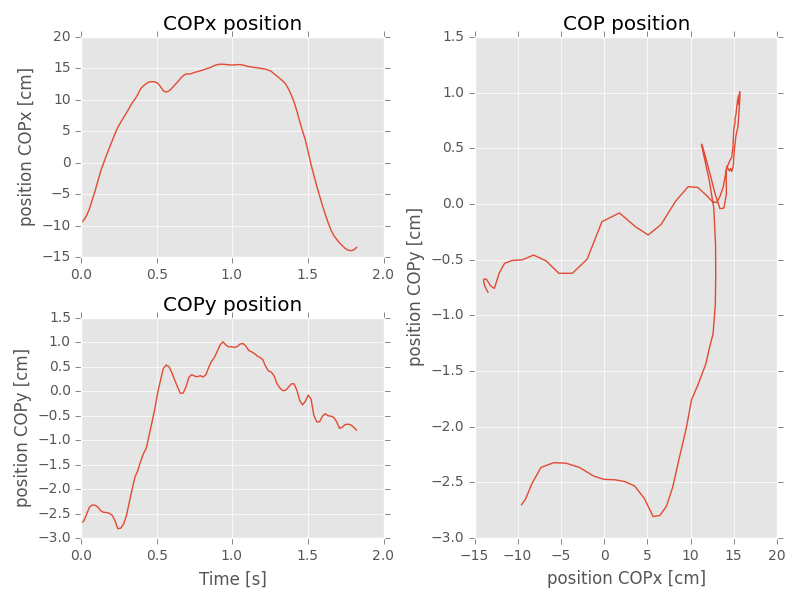 COPx position
20
15
10
5
0
−5
−10
−15
position COPx [cm]
0.0 0.5 1.0 1.5 2.0
COPy position
1.5
1.0
0.5
0.0
−0.5
−1.0
−1.5
−2.0
−2.5
−3.0
position COPy [cm]
0.0 0.5 1.0 1.5 2.0
Time [s]
COP position
1.5
1.0
0.5
0.0
−0.5
−1.0
−1.5
−2.0
−2.5
−3.0
position COPy [cm]
−15 −10 −5 0 5 10 15 20
position COPx [cm]